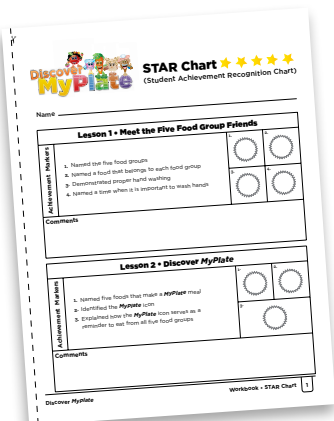 Discover
MyPlate
STAR Chart
(Student Achievement Recognition Chart)
Name
Lesson 1 • Meet the Five Food Group Friends
Achievement Markers
1. Named the five food groups
2. Named a food that belongs to each food group
3. Demonstrated proper hand washing
4. Named a time when it is important to wash hands
1.
2.
3.
4.
Comments
Lesson 2 • Discover MyPlate
Achievement Markers
1. Named five foods that make a MyPlate meal
2. Identified the MyPlate icon
3. Explained how the MyPlate icon serves as a
reminder to eat from all five food groups
1.
2.
3.
Comments
Discover MyPlate
Workbook • STAR Chart 1